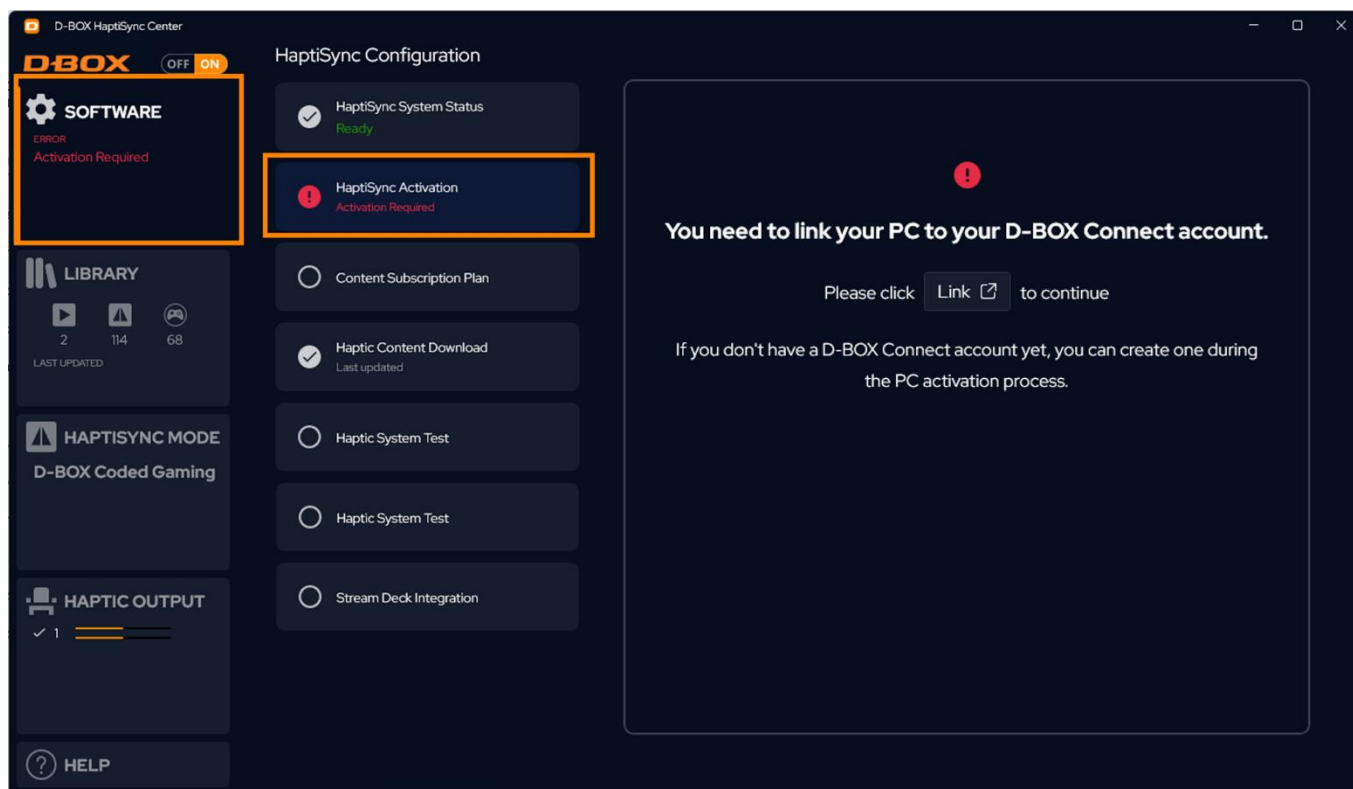 D-BOX HaptiSync Center
D-BOX OFF ON
SOFTWARE
ERROR
Activation Required
LIBRARY
2 114 68
LAST UPDATED
HAPTISYNC MODE
D-BOX Coded Gaming
HAPTIC OUTPUT
1
HELP
HaptiSync Configuration
HaptiSync System Status
Ready
HaptiSync Activation
Activation Required
Content Subscription Plan
Haptic Content Download
Last updated
Haptic System Test
Haptic System Test
Stream Deck Integration
You need to link your PC to your D-BOX Connect account.
Please click Link to continue
If you don't have a D-BOX Connect account yet, you can create one during
the PC activation process.